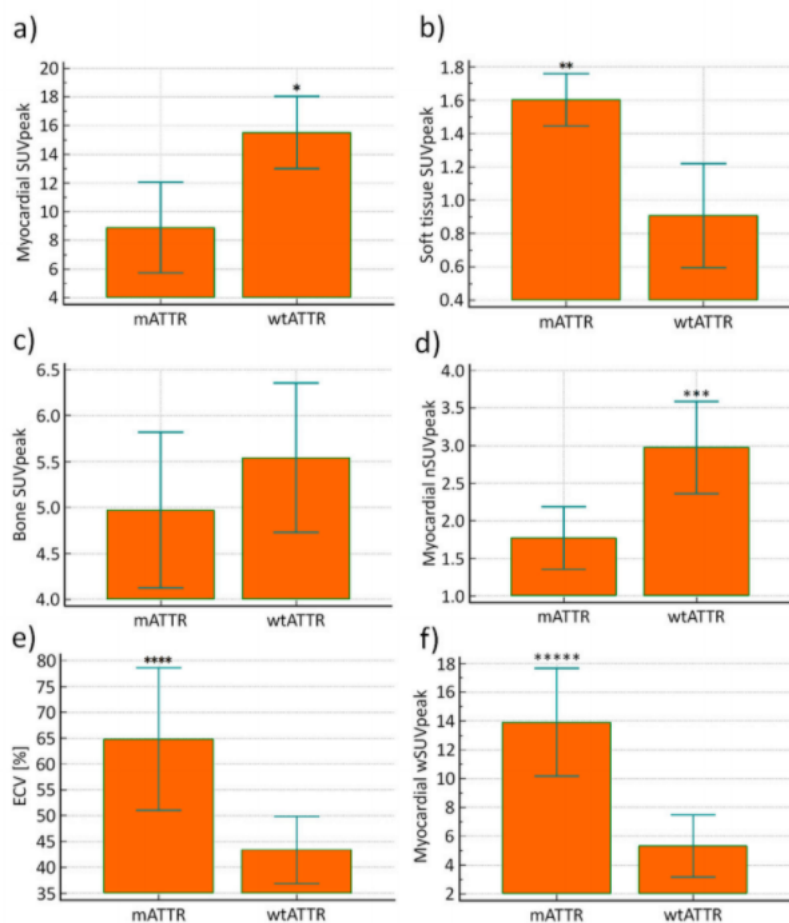 a)
Myocardial SUVpeak
20
18
16
14
12
10
8
6
4
*
mATTR
wtATTR
b)
Soft tissue SUVpeak
1.8
1.6
1.4
1.2
1.0
0.8
0.6
0.4
**
mATTR
wtATTR
c)
Bone SUVpeak
6.5
6.0
5.5
5.0
4.5
4.0
mATTR
wtATTR
d)
Myocardial nSUVpeak
4.0
3.5
3.0
2.5
2.0
1.5
1.0
***
mATTR
wtATTR
e)
ECV [%]
80
75
70
65
60
55
50
45
40
35
****
mATTR
wtATTR
f)
Myocardial wSUVpeak
18
16
14
12
10
8
6
4
2
*****
mATTR
wtATTR